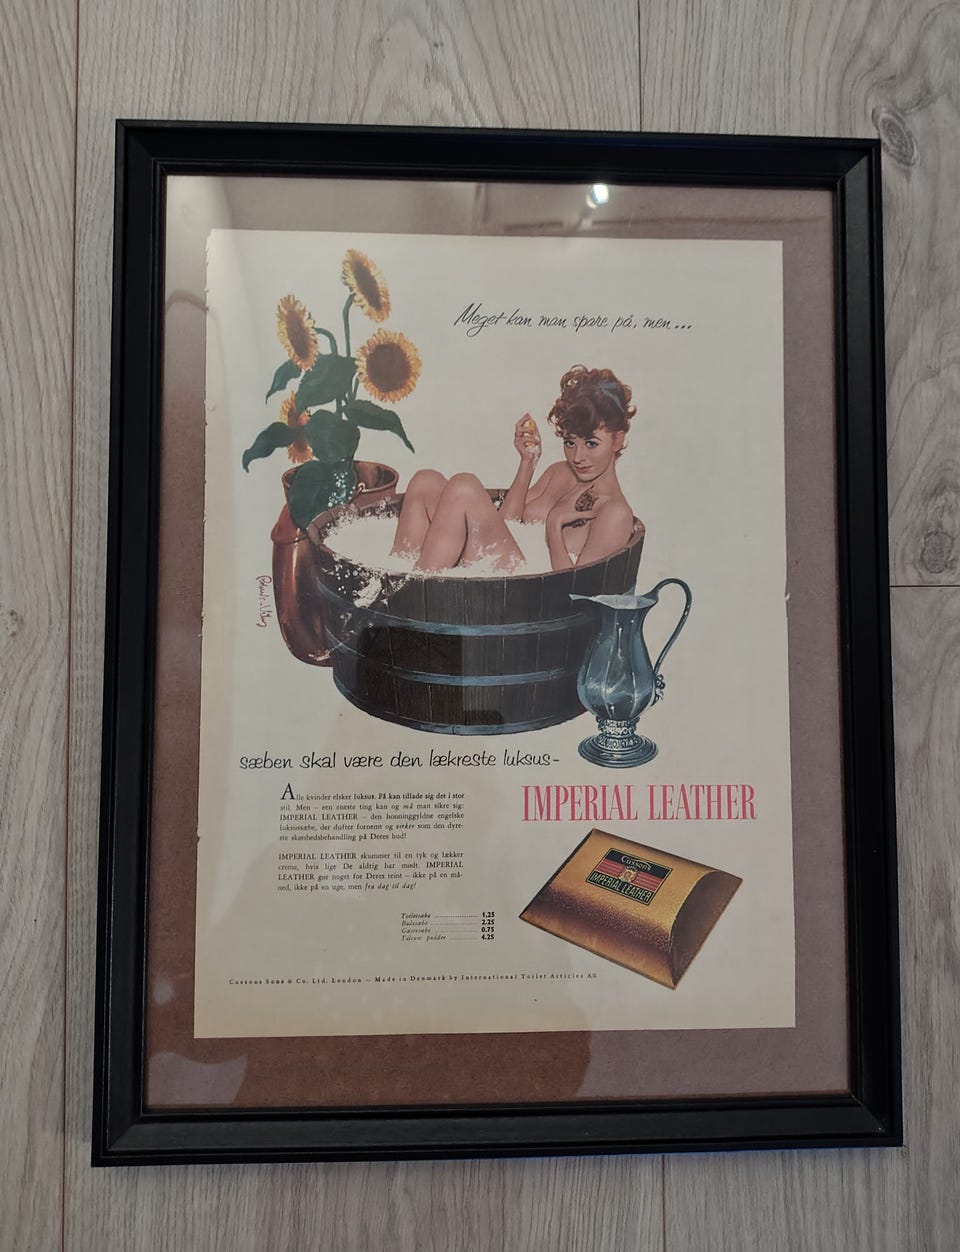 Meget kan man spare på, men...
sæben skal være den lækreste luksus-
Alle kvinder elsker luksus. Få kan tillade sig det i stor
stil. Men – een eneste ting kan og må man sikre sig:
IMPERIAL LEATHER – den honninggyldne engelske
luksussæbe, der dufter fornemt og virker som den dyre-
ste skønhedsbehandling på Deres hud!
IMPERIAL LEATHER skummer til en tyk og lækker
creme, hvis lige De aldrig har mødt. IMPERIAL
LEATHER gør noget for Deres teint – ikke på en må-
ned, ikke på en uge, men fra dag til dag!
Toiletsæbe .............. 1.25
Badesæbe .............. 2.25
Gæstesæbe .............. 0.75
Talcum pudder .......... 4.25
IMPERIAL LEATHER
Cussons
IMPERIAL LEATHER
Cussons Sons & Co. Ltd. London — Made in Denmark by International Toilet Articles A/S